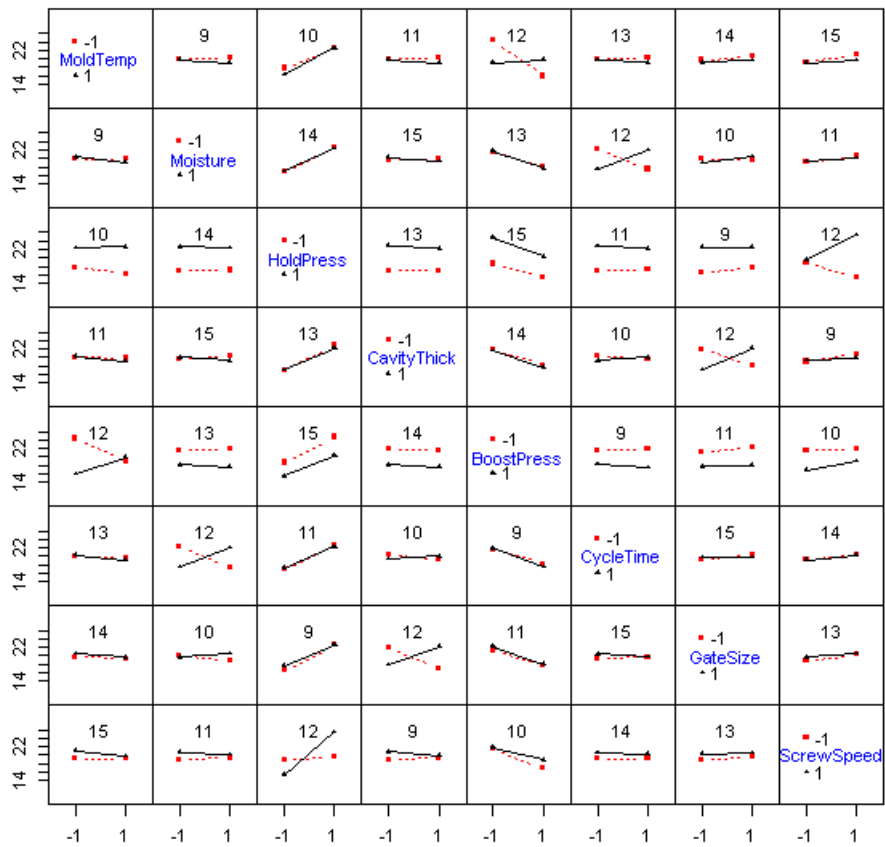 -1 9 10 11 12 13 14 15
14 22 MoldTemp
1
9 -1 14 15 13 12 10 11
14 22 Moisture
1
10 14 -1 13 15 11 9 12
14 22 HoldPress
1
11 15 13 -1 14 10 12 9
14 22 CavityThick
1
12 13 15 14 -1 9 11 10
14 22 BoostPress
1
13 12 11 10 9 -1 15 14
14 22 CycleTime
1
14 10 9 12 11 15 -1 13
14 22 GateSize
1
15 11 12 9 10 14 13 -1
14 22 ScrewSpeed
1
-1 1 -1 1 -1 1 -1 1 -1 1 -1 1 -1 1 -1 1